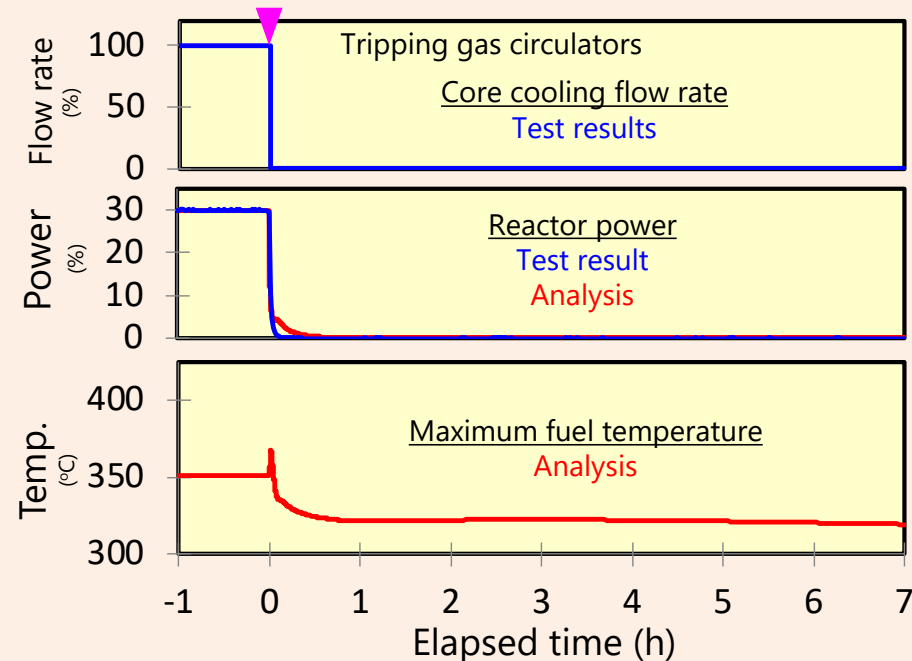 Tripping gas circulators
Flow rate
(%)
100
50
0
Core cooling flow rate
Test results
Power
(%)
30
20
10
0
Reactor power
Test result
Analysis
Temp.
(oC)
400
350
300
Maximum fuel temperature
Analysis
-1 0 1 2 3 4 5 6 7
Elapsed time (h)